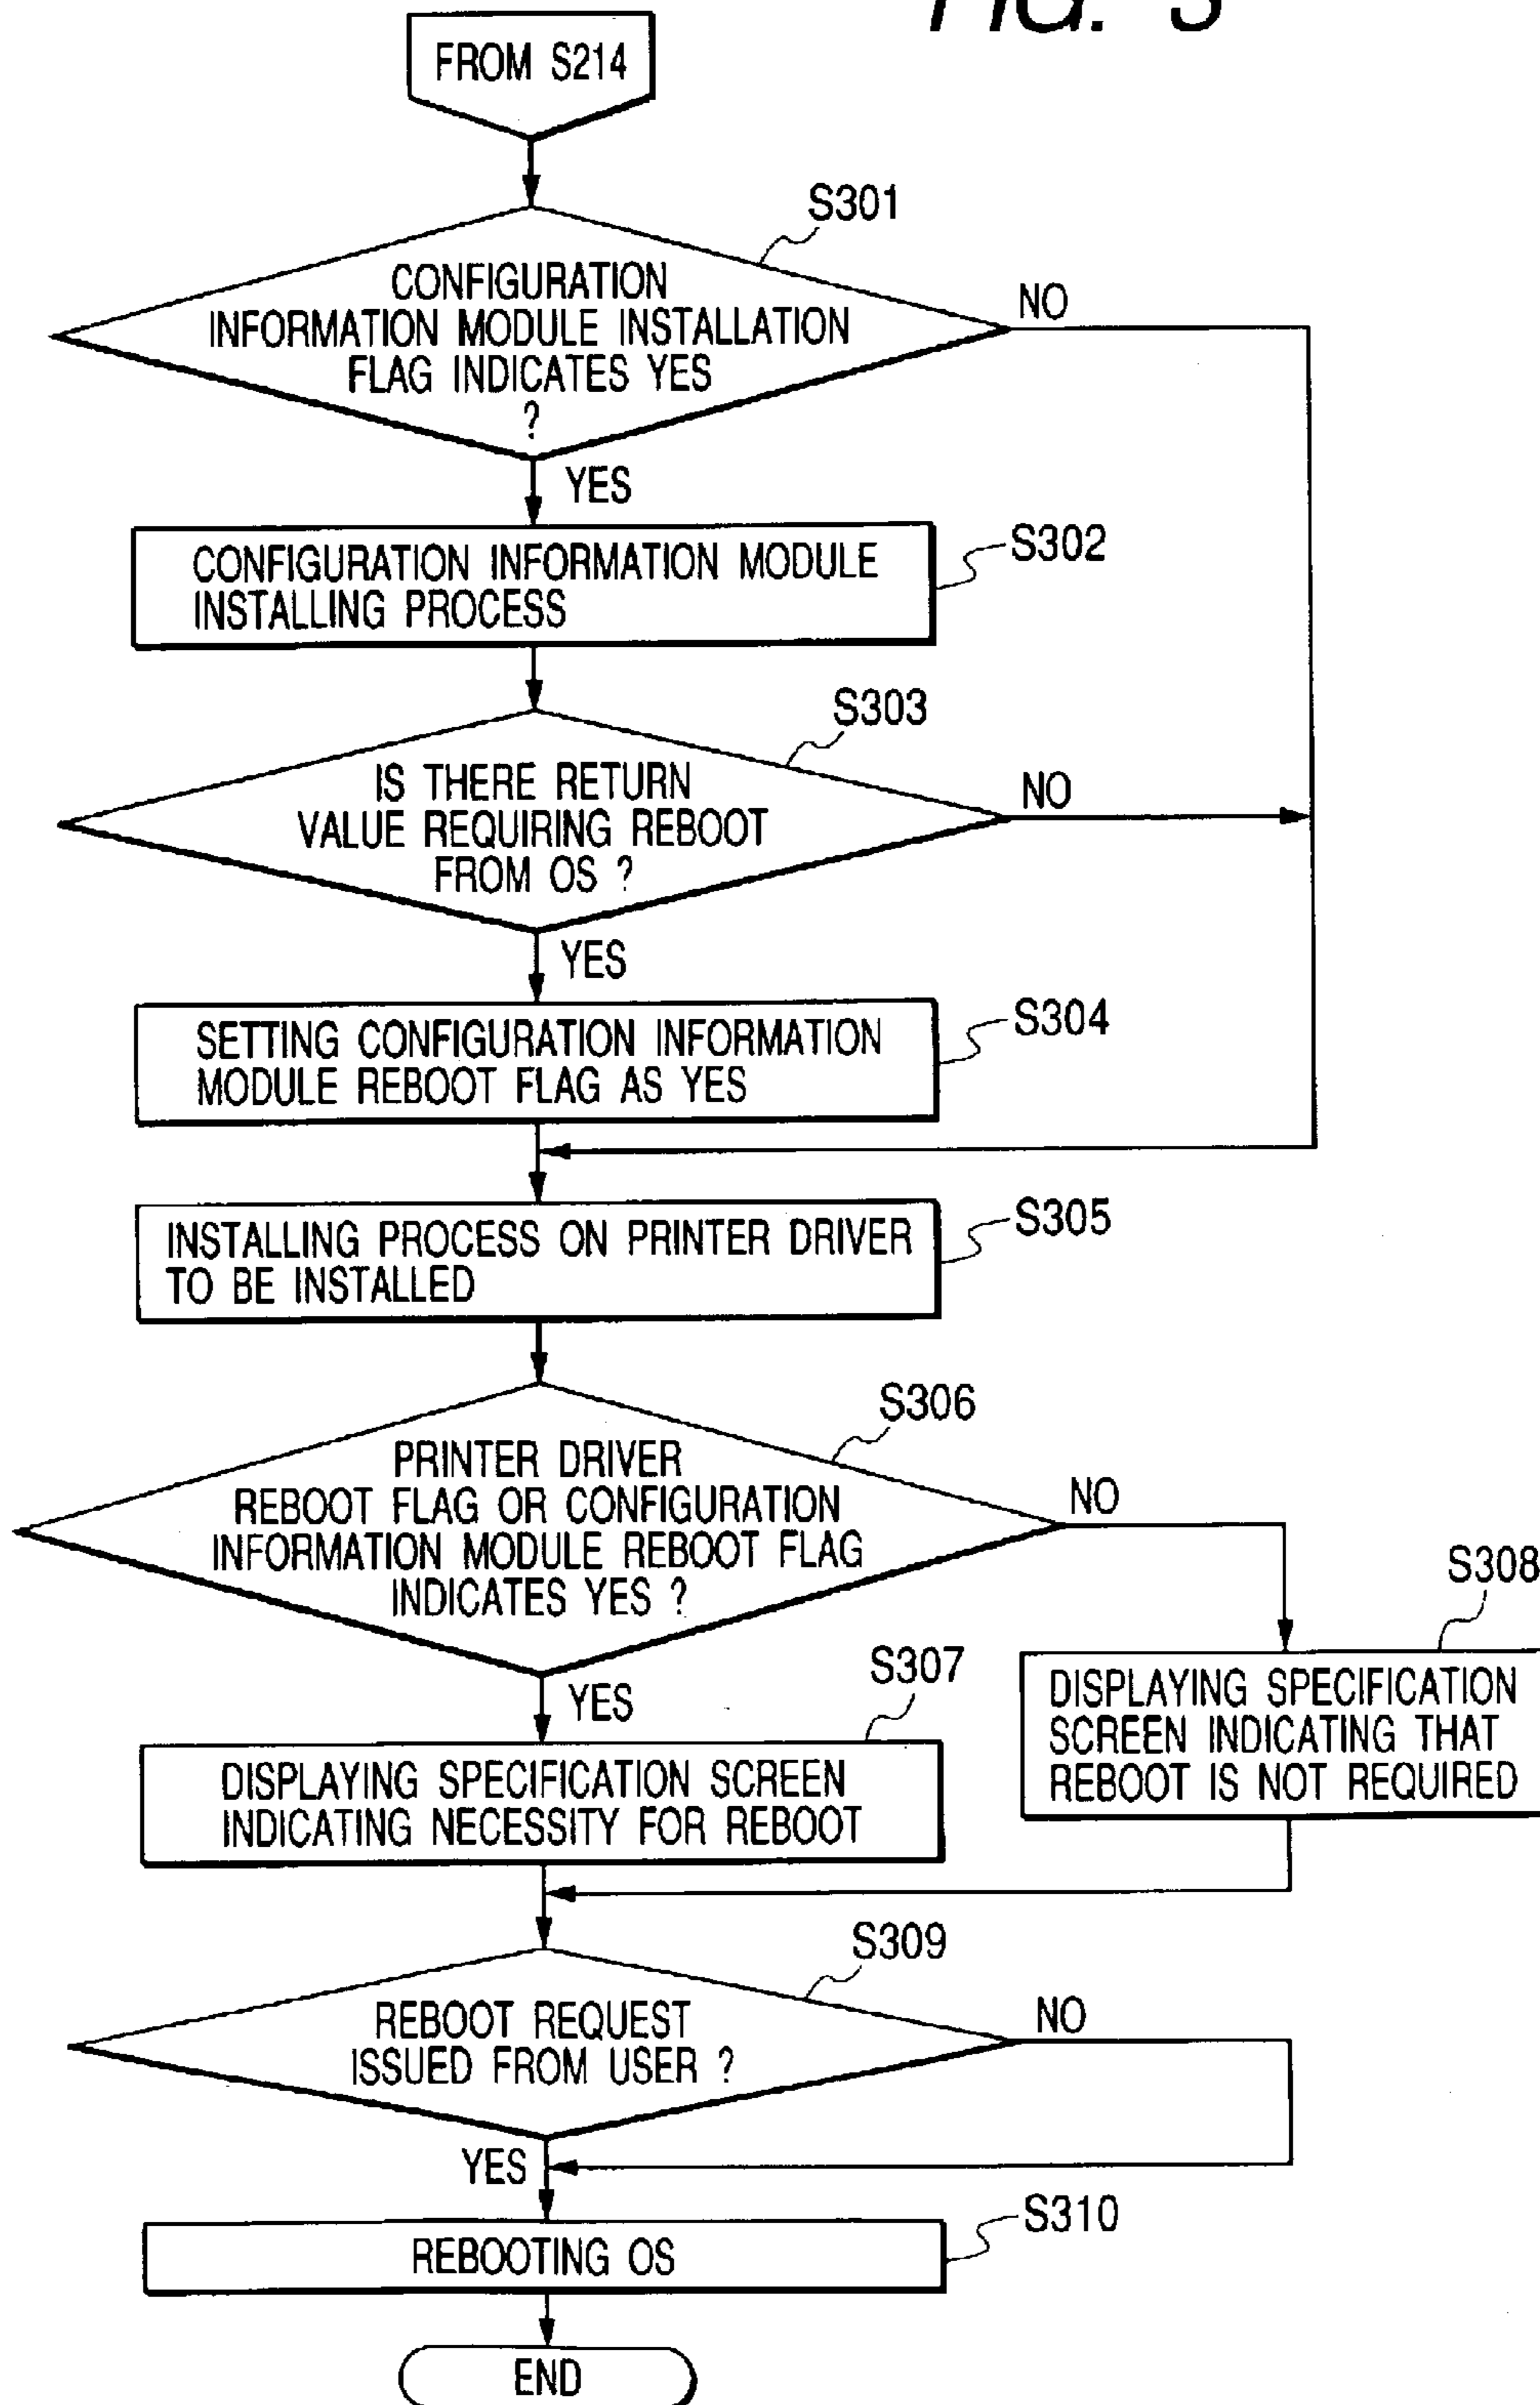 FIG. 3
FROM S214
S301
CONFIGURATION
INFORMATION MODULE INSTALLATION
FLAG INDICATES YES
?
NO
YES
CONFIGURATION INFORMATION MODULE
INSTALLING PROCESS
S302
S303
IS THERE RETURN
VALUE REQUIRING REBOOT
FROM OS ?
NO
YES
SETTING CONFIGURATION INFORMATION
MODULE REBOOT FLAG AS YES
S304
INSTALLING PROCESS ON PRINTER DRIVER
TO BE INSTALLED
S305
S306
PRINTER DRIVER
REBOOT FLAG OR CONFIGURATION
INFORMATION MODULE REBOOT FLAG
INDICATES YES ?
NO
YES
S308
DISPLAYING SPECIFICATION
SCREEN INDICATING THAT
REBOOT IS NOT REQUIRED
S307
DISPLAYING SPECIFICATION SCREEN
INDICATING NECESSITY FOR REBOOT
S309
REBOOT REQUEST
ISSUED FROM USER ?
NO
YES
S310
REBOOTING OS
END